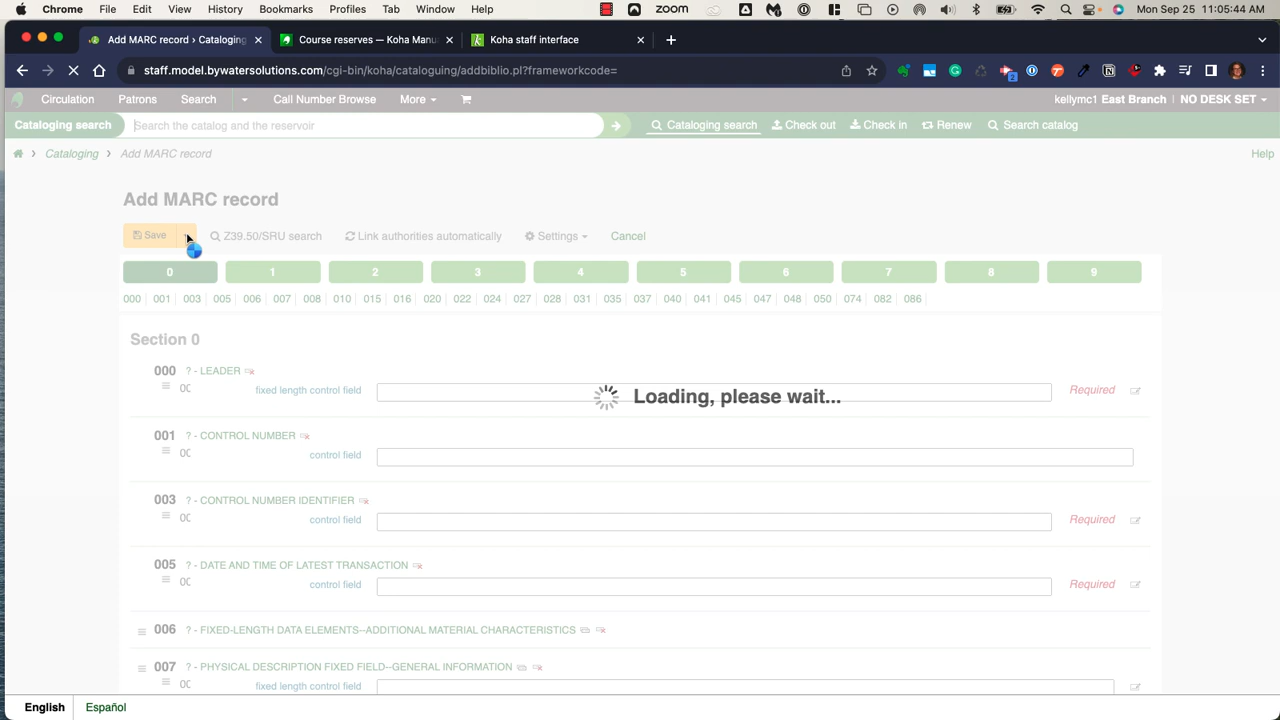 Chrome File Edit View History Bookmarks Profiles Tab Window Help zoom Mon Sep 25 11:05:44 AM
Add MARC record › Cataloging Course reserves — Koha Manu Koha staff interface
staff.model.bywatersolutions.com/cgi-bin/koha/cataloguing/addbiblio.pl?frameworkcode=
Circulation Patrons Search Call Number Browse More kellymc1 East Branch | NO DESK SET
Cataloging search Search the catalog and the reservoir Cataloging search Check out Check in Renew Search catalog
Cataloging Add MARC record Help
Add MARC record
Save Z39.50/SRU search Link authorities automatically Settings Cancel
0 1 2 3 4 5 6 7 8 9
000 001 003 005 006 007 008 010 015 016 020 022 024 027 028 031 035 037 040 041 045 047 048 050 074 082 086
Section 0
000 ? - LEADER
00 fixed length control field Required
Loading, please wait...
001 ? - CONTROL NUMBER
00 control field
003 ? - CONTROL NUMBER IDENTIFIER
00 control field Required
005 ? - DATE AND TIME OF LATEST TRANSACTION
00 control field Required
006 ? - FIXED-LENGTH DATA ELEMENTS--ADDITIONAL MATERIAL CHARACTERISTICS
007 ? - PHYSICAL DESCRIPTION FIXED FIELD--GENERAL INFORMATION
00 fixed length control field
English Español